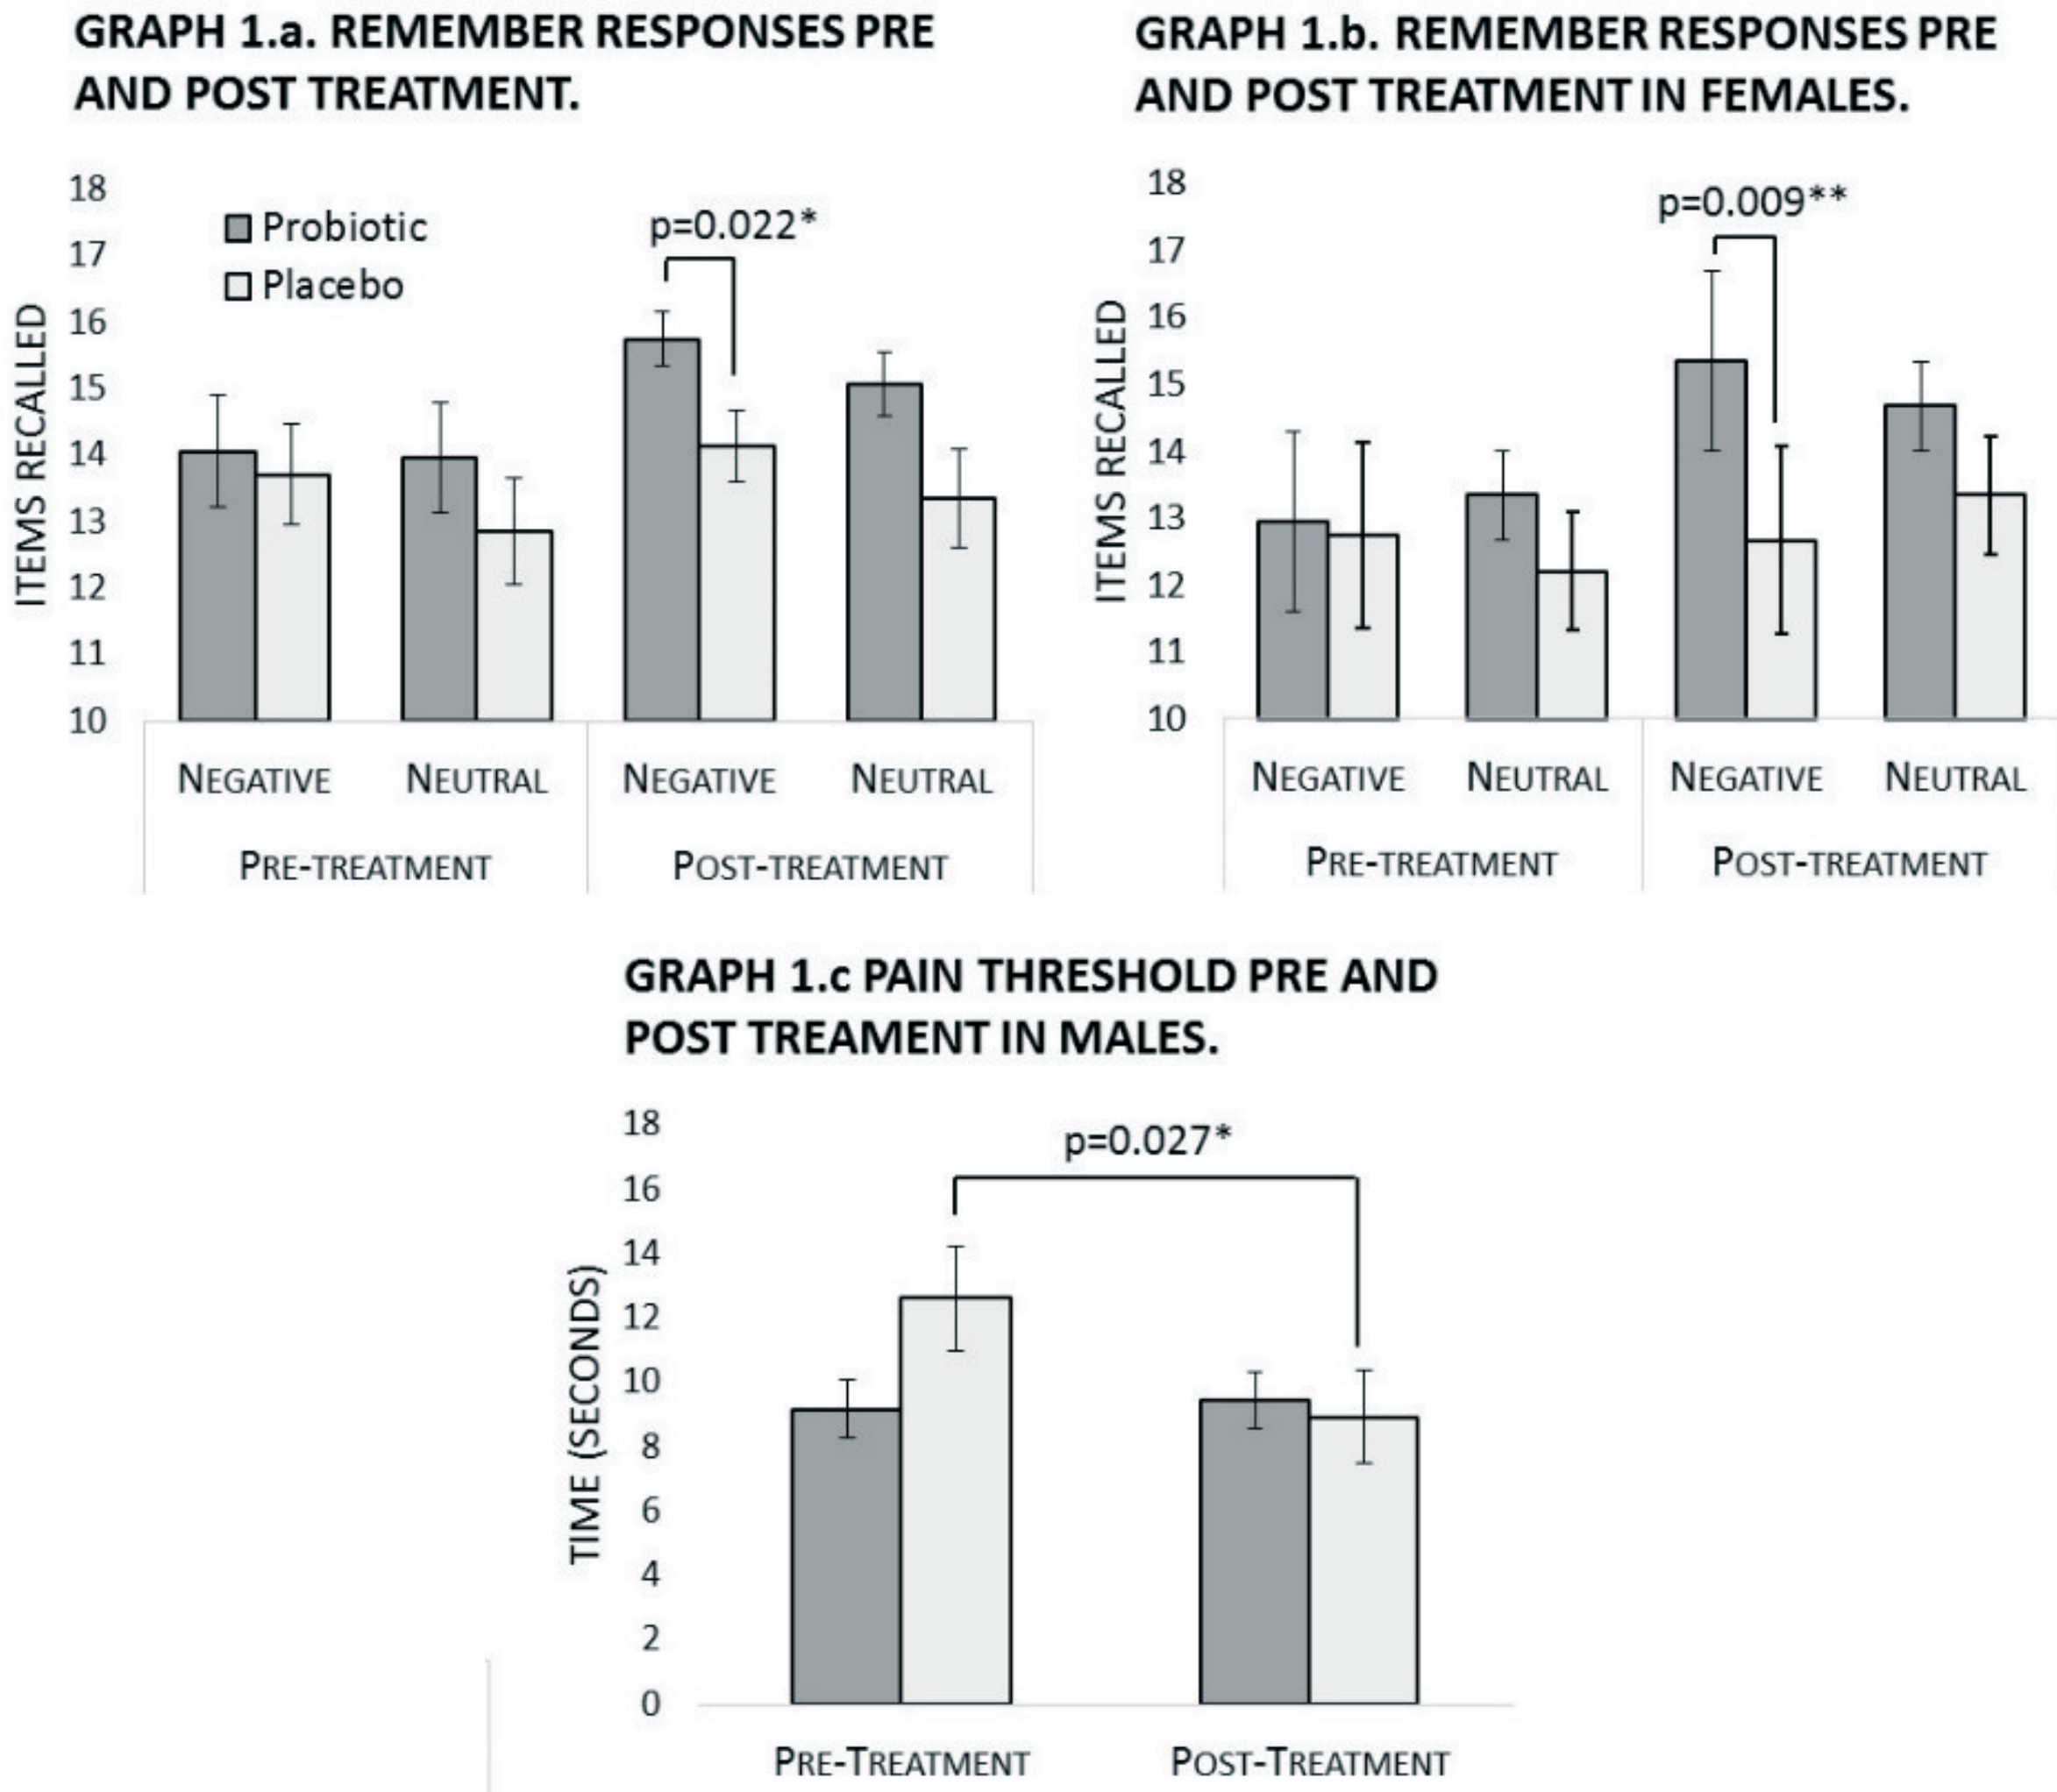 GRAPH 1.a. REMEMBER RESPONSES PRE
AND POST TREATMENT.
18
17
16
15
14
13
12
11
10
ITEMS RECALLED
Probiotic
Placebo
p=0.022*
NEGATIVE NEUTRAL NEGATIVE NEUTRAL
PRE-TREATMENT POST-TREATMENT
GRAPH 1.b. REMEMBER RESPONSES PRE
AND POST TREATMENT IN FEMALES.
18
17
16
15
14
13
12
11
10
ITEMS RECALLED
p=0.009**
NEGATIVE NEUTRAL NEGATIVE NEUTRAL
PRE-TREATMENT POST-TREATMENT
GRAPH 1.c PAIN THRESHOLD PRE AND
POST TREAMENT IN MALES.
18
16
14
12
10
8
6
4
2
0
TIME (SECONDS)
p=0.027*
PRE-TREATMENT POST-TREATMENT